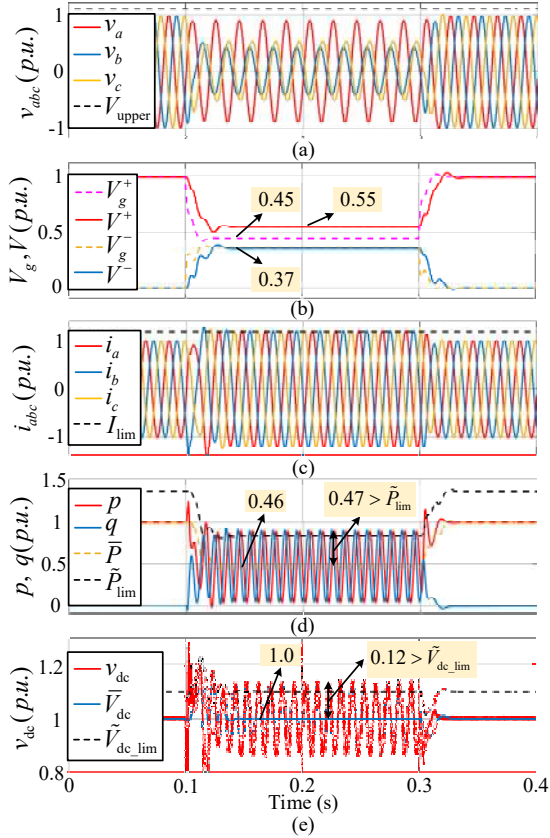 v_abc (p.u.)
1
0
-1
v_a
v_b
v_c
V_upper
(a)
V_g, V(p.u.)
1
0.5
0
V_g^+
V^+
V_g^-
V^-
0.45
0.55
0.37
(b)
i_abc (p.u.)
1
0
-1
i_a
i_b
i_c
I_lim
(c)
p, q(p.u.)
1.5
1
0.5
0
p
q
P̄
P̃_lim
0.46
0.47 > P̃_lim
(d)
v_dc (p.u.)
1.2
1
0.8
v_dc
V̄_dc
Ṽ_dc_lim
1.0
0.12 > Ṽ_dc_lim
0 0.1 0.2 0.3 0.4
Time (s)
(e)